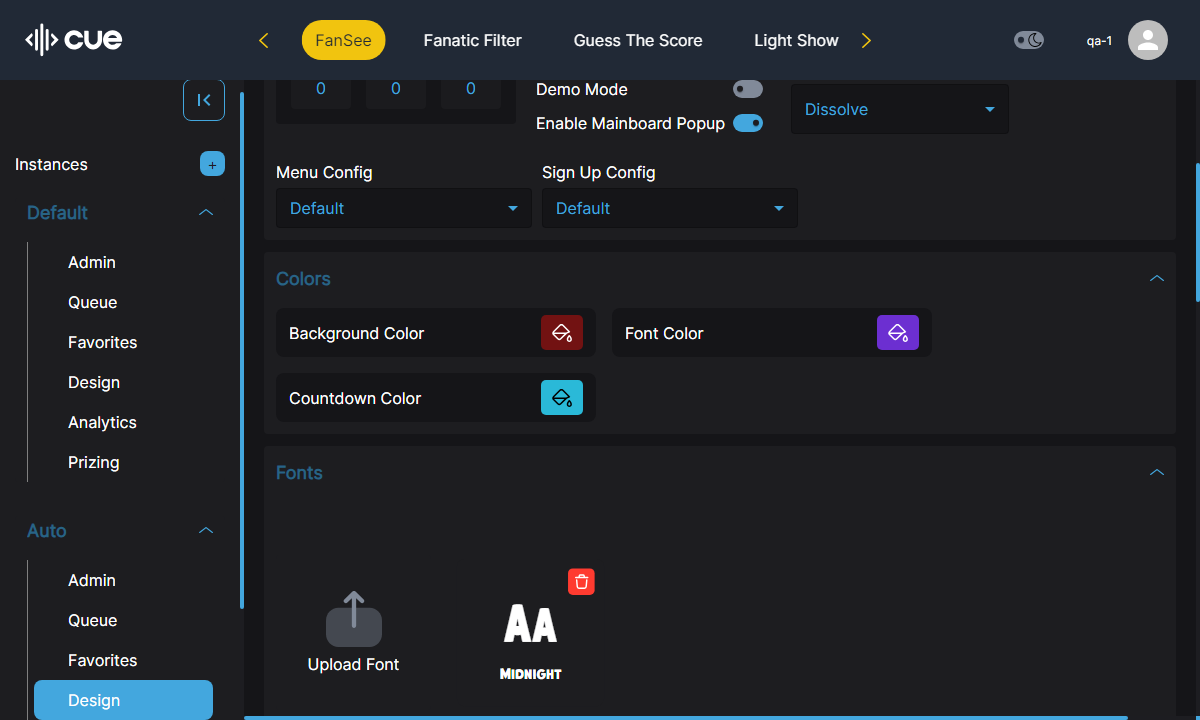 cue
FanSee
Fanatic Filter
Guess The Score
Light Show
qa-1
Instances
+
Default
Admin
Queue
Favorites
Design
Analytics
Prizing
Auto
Admin
Queue
Favorites
Design
0 0 0
Demo Mode
Enable Mainboard Popup
Dissolve
Menu Config
Default
Sign Up Config
Default
Colors
Background Color
Font Color
Countdown Color
Fonts
Upload Font
AA
MIDNIGHT